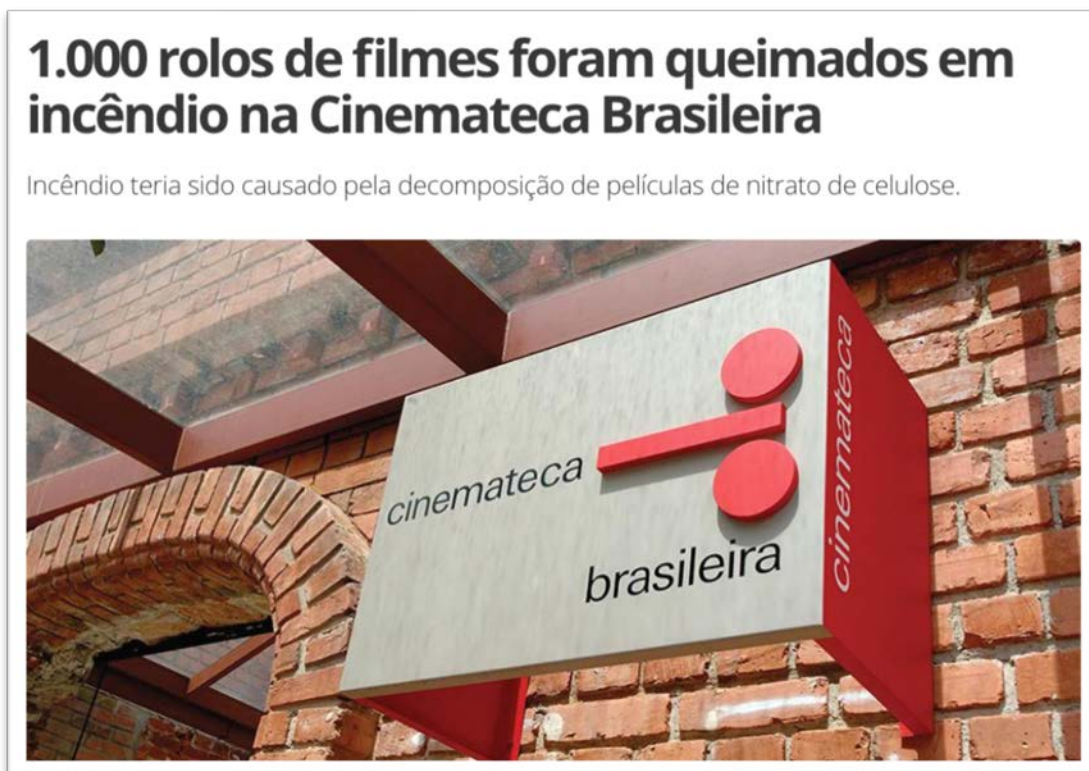 1.000 rolos de filmes foram queimados em
incêndio na Cinemateca Brasileira
Incêndio teria sido causado pela decomposição de películas de nitrato de celulose.
cinemateca
brasileira
cinemateca